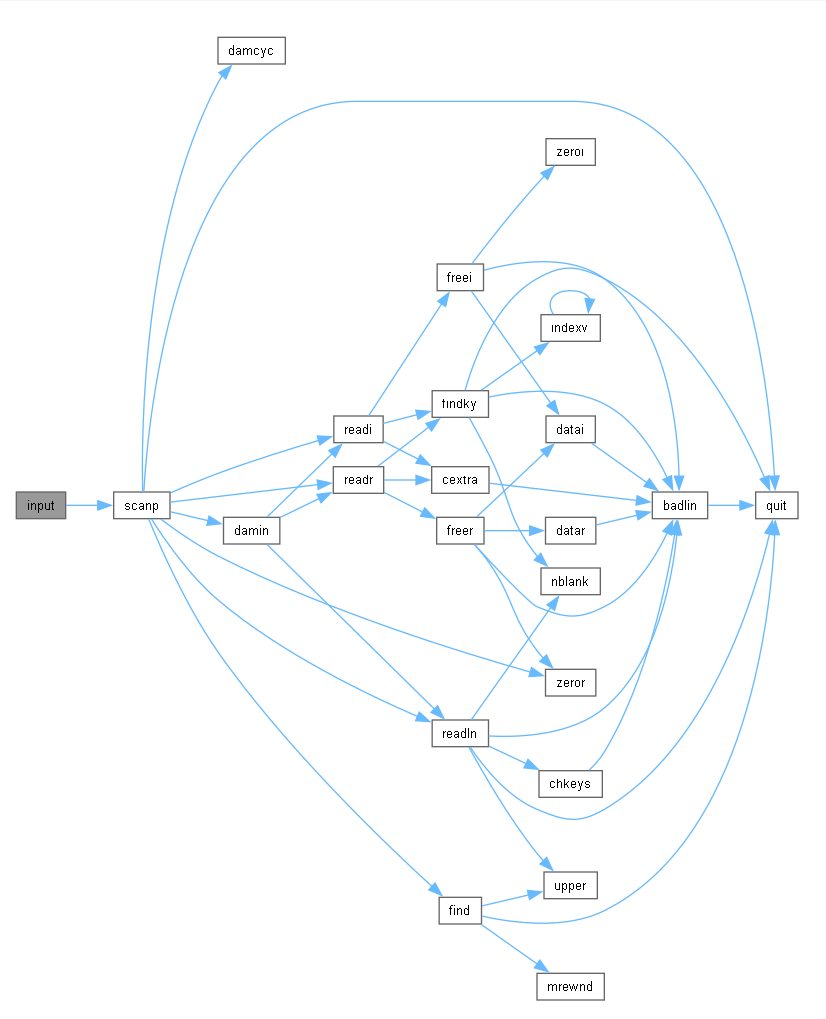 damcyc
zeroi
freei
indexv
findky
readi
datai
readr
cextra
input
scanp
badlin
quit
damin
freer
datar
nblank
zeror
readln
chkeys
upper
find
mrewnd